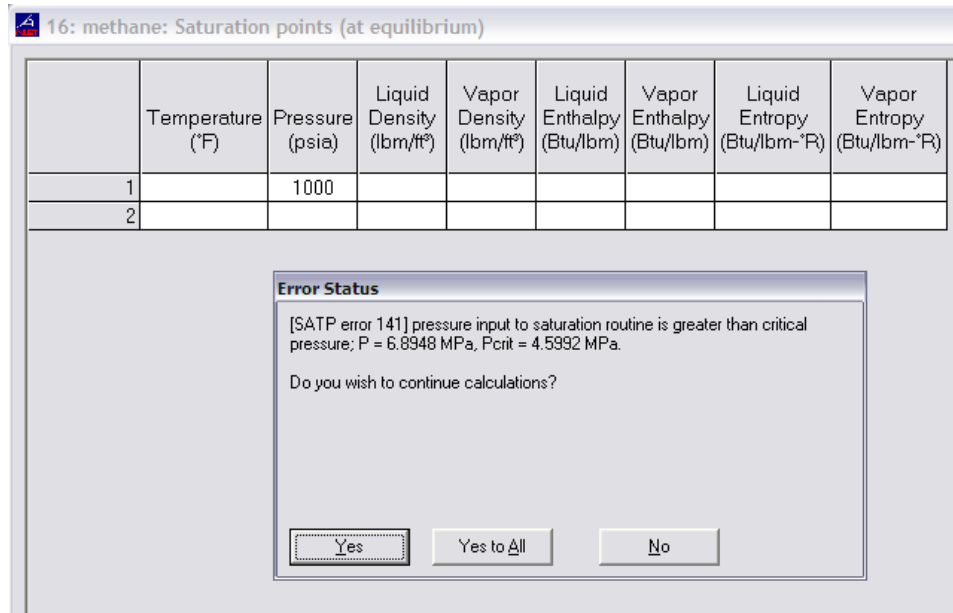 16: methane: Saturation points (at equilibrium)
Temperature (°F) Pressure (psia) Liquid Density (lbm/ft³) Vapor Density (lbm/ft³) Liquid Enthalpy (Btu/lbm) Vapor Enthalpy (Btu/lbm) Liquid Entropy (Btu/lbm-°R) Vapor Entropy (Btu/lbm-°R)
1 1000
2
Error Status
[SATP error 141] pressure input to saturation routine is greater than critical
pressure; P = 6.8948 MPa, Pcrit = 4.5992 MPa.
Do you wish to continue calculations?
Yes Yes to All No